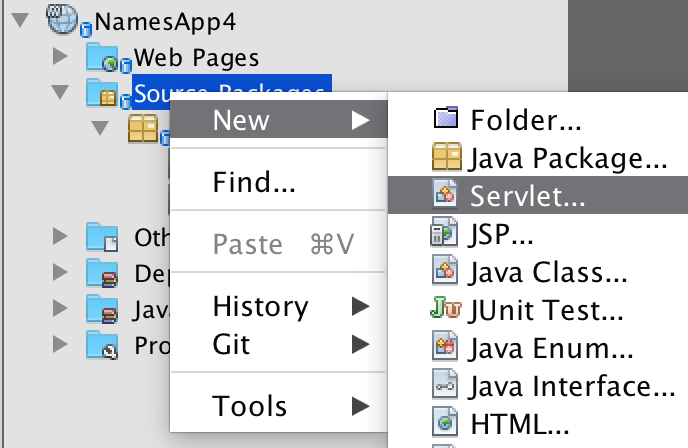 NamesApp4
Web Pages
Source Packages
New
Find...
Paste ⌘V
History
Git
Tools
Folder...
Java Package...
Servlet...
JSP...
Java Class...
JUnit Test...
Java Enum...
Java Interface...
HTML...
Oth
Dep
Jav
Pro